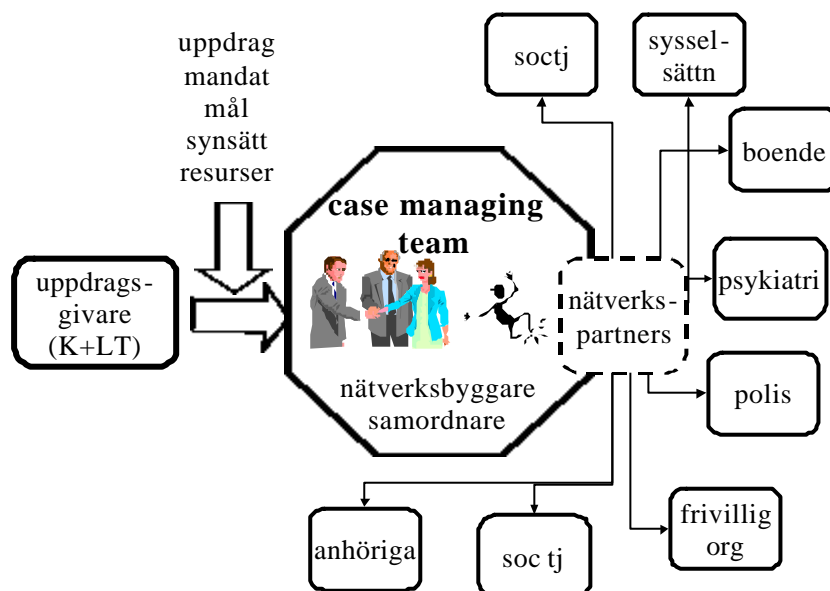 uppdrag
mandat
mål
synsätt
resurser
soctj
syssel-
sättn
boende
case managing
team
uppdrags-
givare
(K+LT)
nätverks-
partners
psykiatri
nätverksbyggare
samordnare
polis
anhöriga
soc tj
frivillig
org